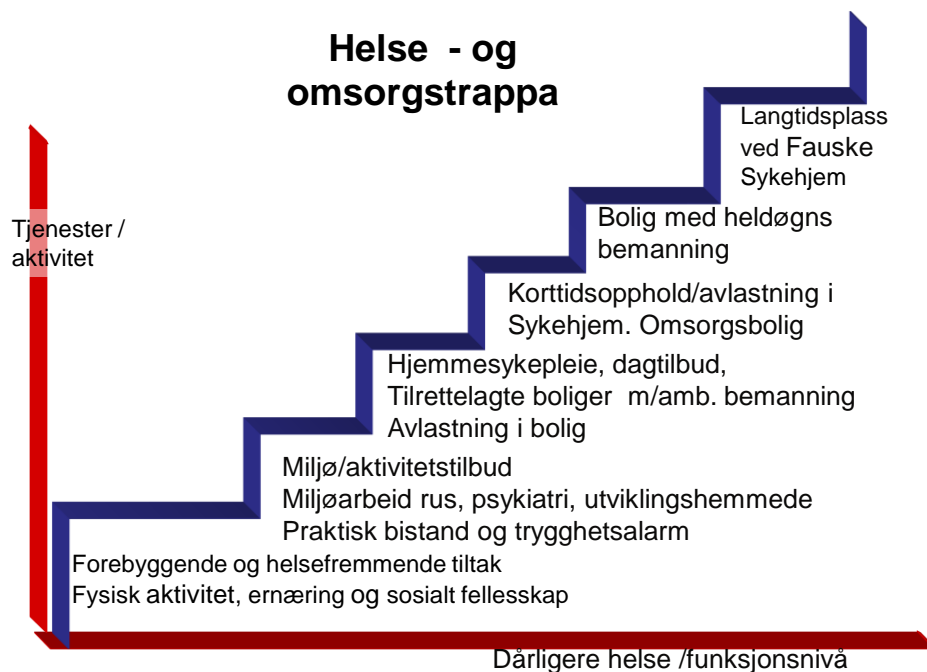 Helse - og
omsorgstrappa
Langtidsplass
ved Fauske
Sykehjem
Tjenester /
aktivitet
Bolig med heldøgns
bemanning
Korttidsopphold/avlastning i
Sykehjem. Omsorgsbolig
Hjemmesykepleie, dagtilbud,
Tilrettelagte boliger m/amb. bemanning
Avlastning i bolig
Miljø/aktivitetstilbud
Miljøarbeid rus, psykiatri, utviklingshemmede
Praktisk bistand og trygghetsalarm
Forebyggende og helsefremmende tiltak
Fysisk aktivitet, ernæring og sosialt fellesskap
Dårligere helse /funksjonsnivå